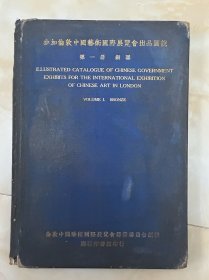 參加倫敦中國藝術國際展覽會出品圖說
第一冊 銅器
ILLUSTRATED CATALOGUE OF CHINESE GOVERNMENT
EXHIBITS FOR THE INTERNATIONAL EXHIBITION
OF CHINESE ART IN LONDON
VOLUME I. BRONZE